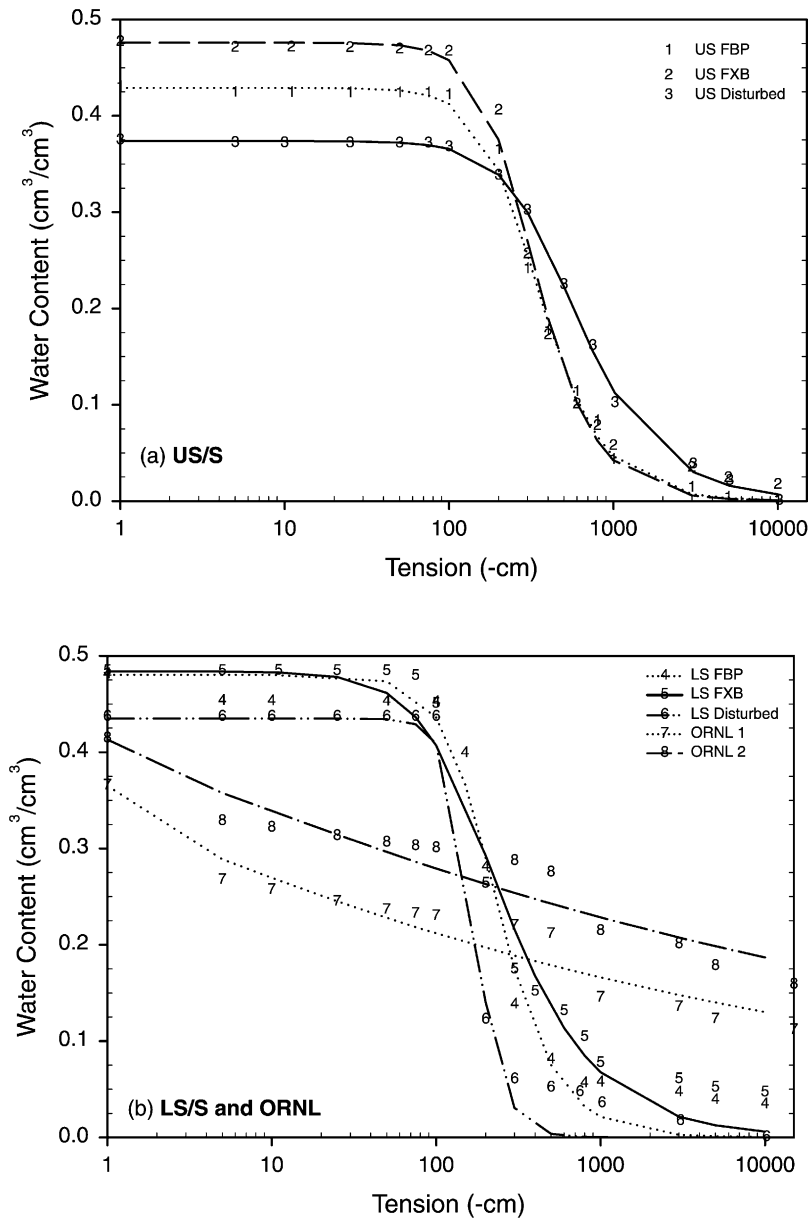 0.5
0.4
0.3
0.2
0.1
0.0
Water Content (cm³/cm³)
1 US FBP
2 US FXB
3 US Disturbed
(a) US/S
1 10 100 1000 10000
Tension (-cm)
0.5
0.4
0.3
0.2
0.1
0.0
Water Content (cm³/cm³)
4 LS FBP
5 LS FXB
6 LS Disturbed
7 ORNL 1
8 ORNL 2
(b) LS/S and ORNL
1 10 100 1000 10000
Tension (-cm)